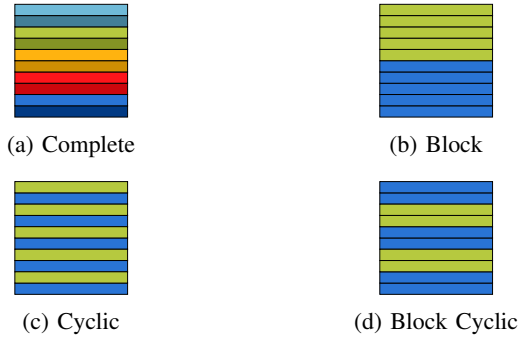 (a) Complete
(b) Block
(c) Cyclic
(d) Block Cyclic